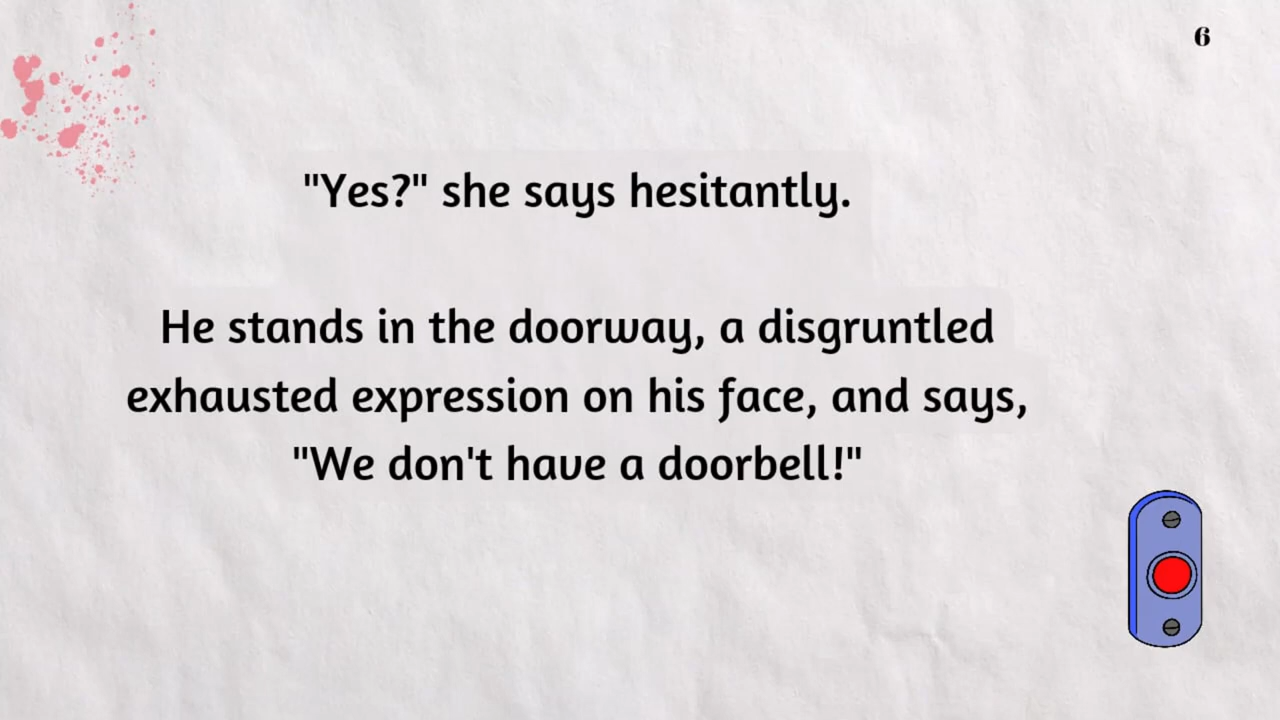 6
"Yes?" she says hesitantly.
He stands in the doorway, a disgruntled
exhausted expression on his face, and says,
"We don't have a doorbell!"